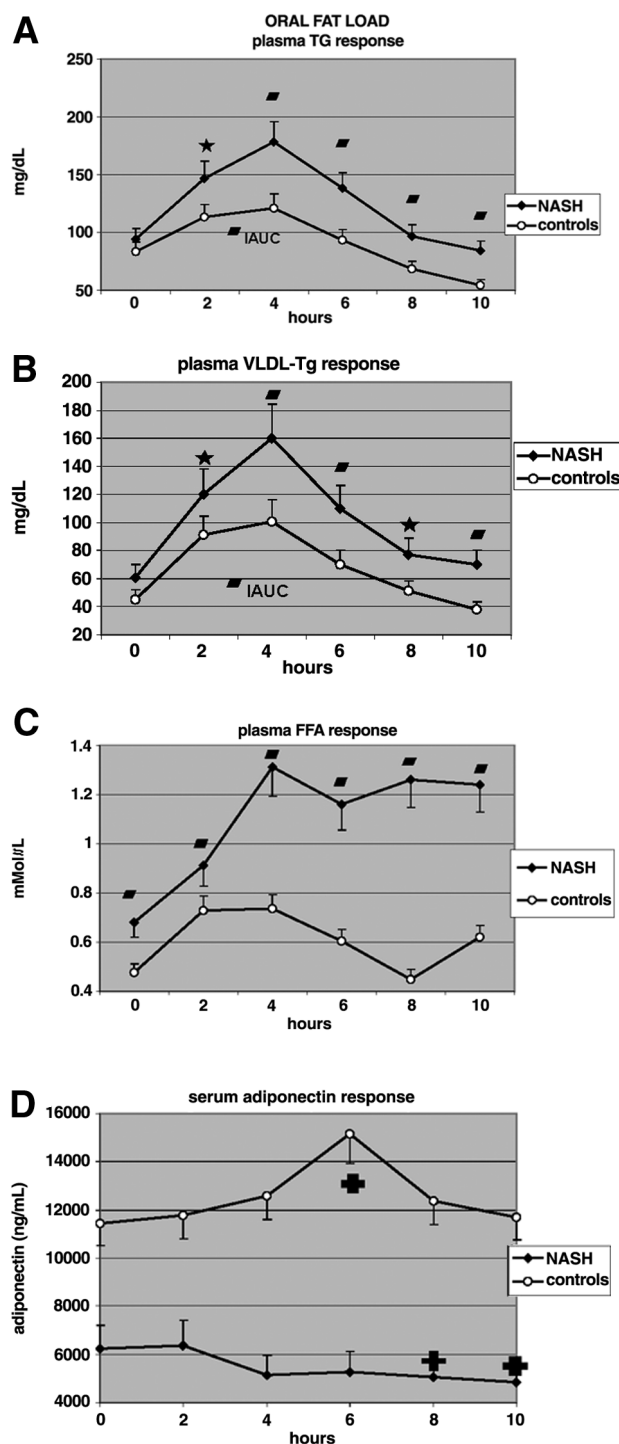 A
ORAL FAT LOAD
plasma TG response
250
200
150
100
50
mg/dL
IAUC
0 2 4 6 8 10
hours
NASH
controls
B
plasma VLDL-Tg response
200
180
160
140
120
100
80
60
40
20
mg/dL
IAUC
0 2 4 6 8 10
hours
NASH
controls
C
plasma FFA response
1.4
1.2
1
0.8
0.6
0.4
mMol#L
0 2 4 6 8 10
hours
NASH
controls
D
serum adiponectin response
16000
14000
12000
10000
8000
6000
4000
adiponectin (ng/mL)
0 2 4 6 8 10
NASH
controls